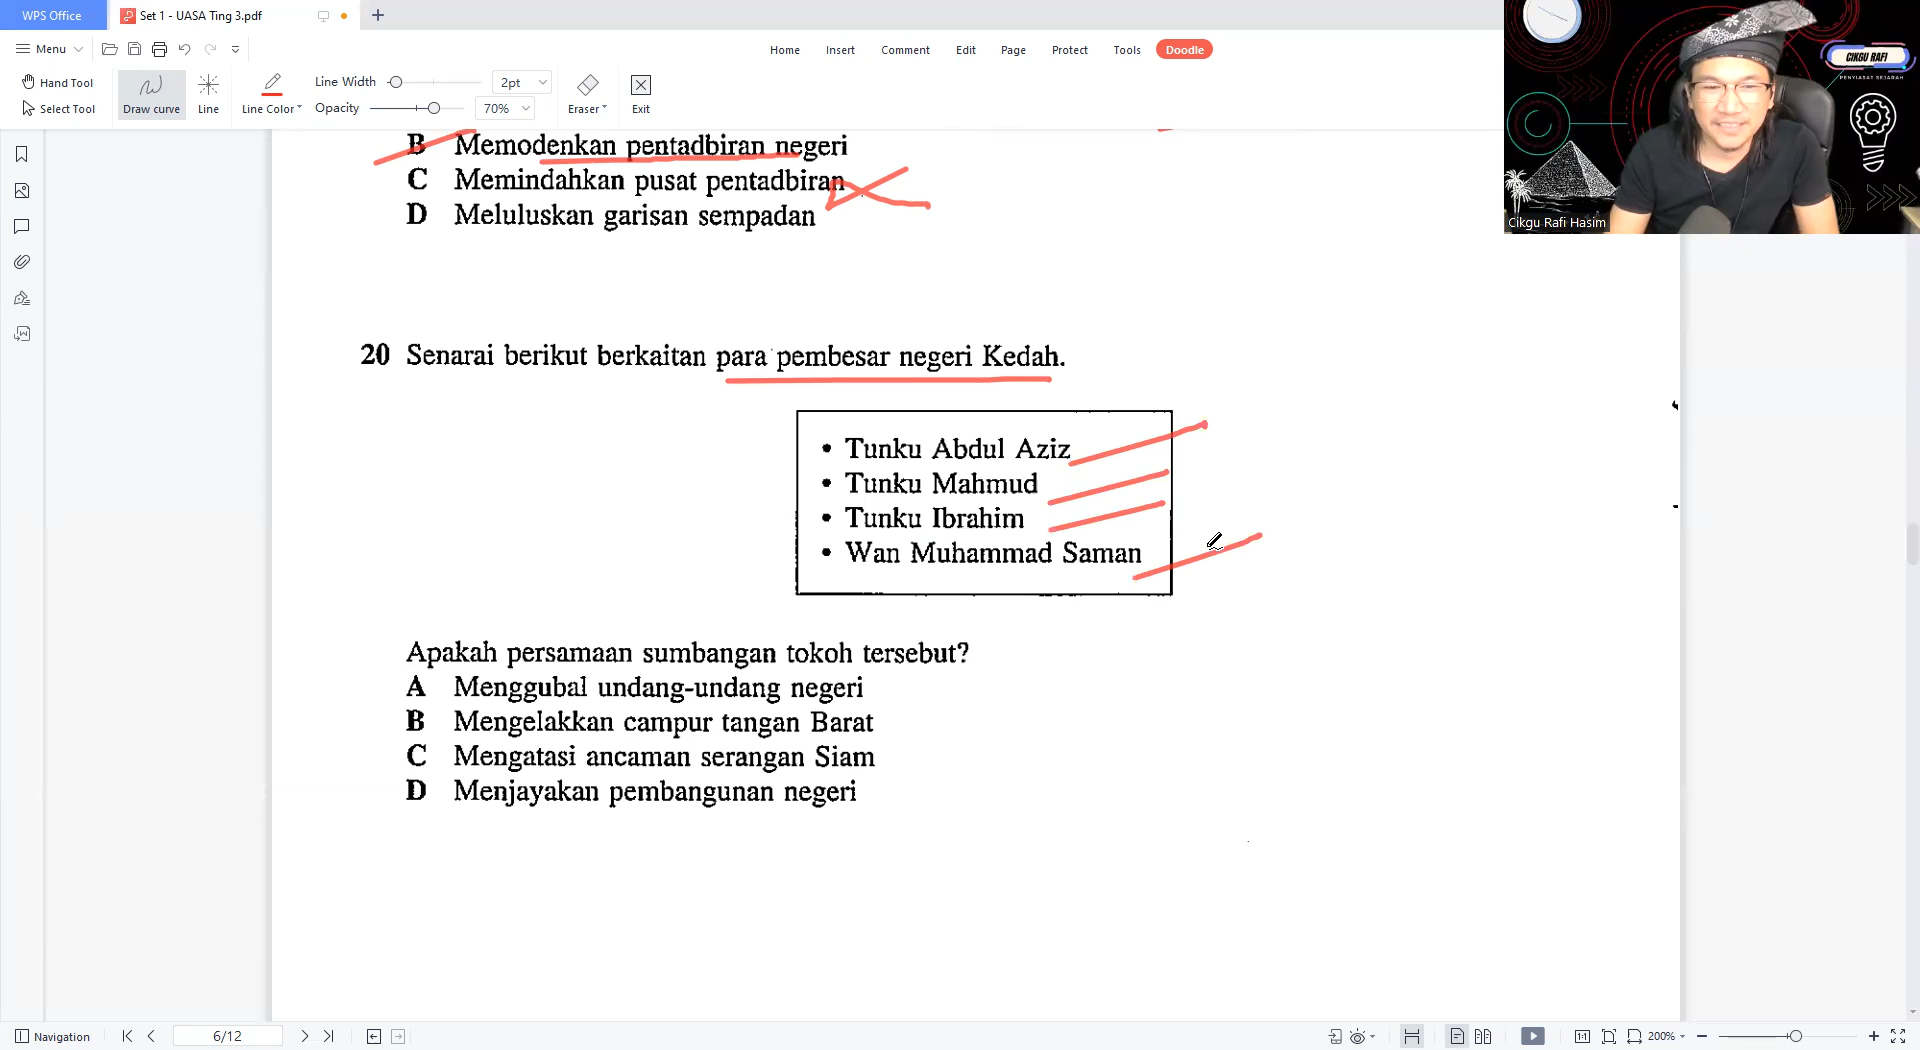 WPS Office
Set 1 - UASA Ting 3.pdf
Menu
Home Insert Comment Edit Page Protect Tools Doodle
Hand Tool
Select Tool
Draw curve
Line
Line Color
Line Width 2pt
Opacity 70%
Eraser
Exit
CIKGU RAFI
PENYIASAT SEJARAH
Cikgu Rafi Hasim
B Memodenkan pentadbiran negeri
C Memindahkan pusat pentadbiran
D Meluluskan garisan sempadan
20 Senarai berikut berkaitan para pembesar negeri Kedah.
• Tunku Abdul Aziz
• Tunku Mahmud
• Tunku Ibrahim
• Wan Muhammad Saman
Apakah persamaan sumbangan tokoh tersebut?
A Menggubal undang-undang negeri
B Mengelakkan campur tangan Barat
C Mengatasi ancaman serangan Siam
D Menjayakan pembangunan negeri
Navigation
6/12
1:1
200%